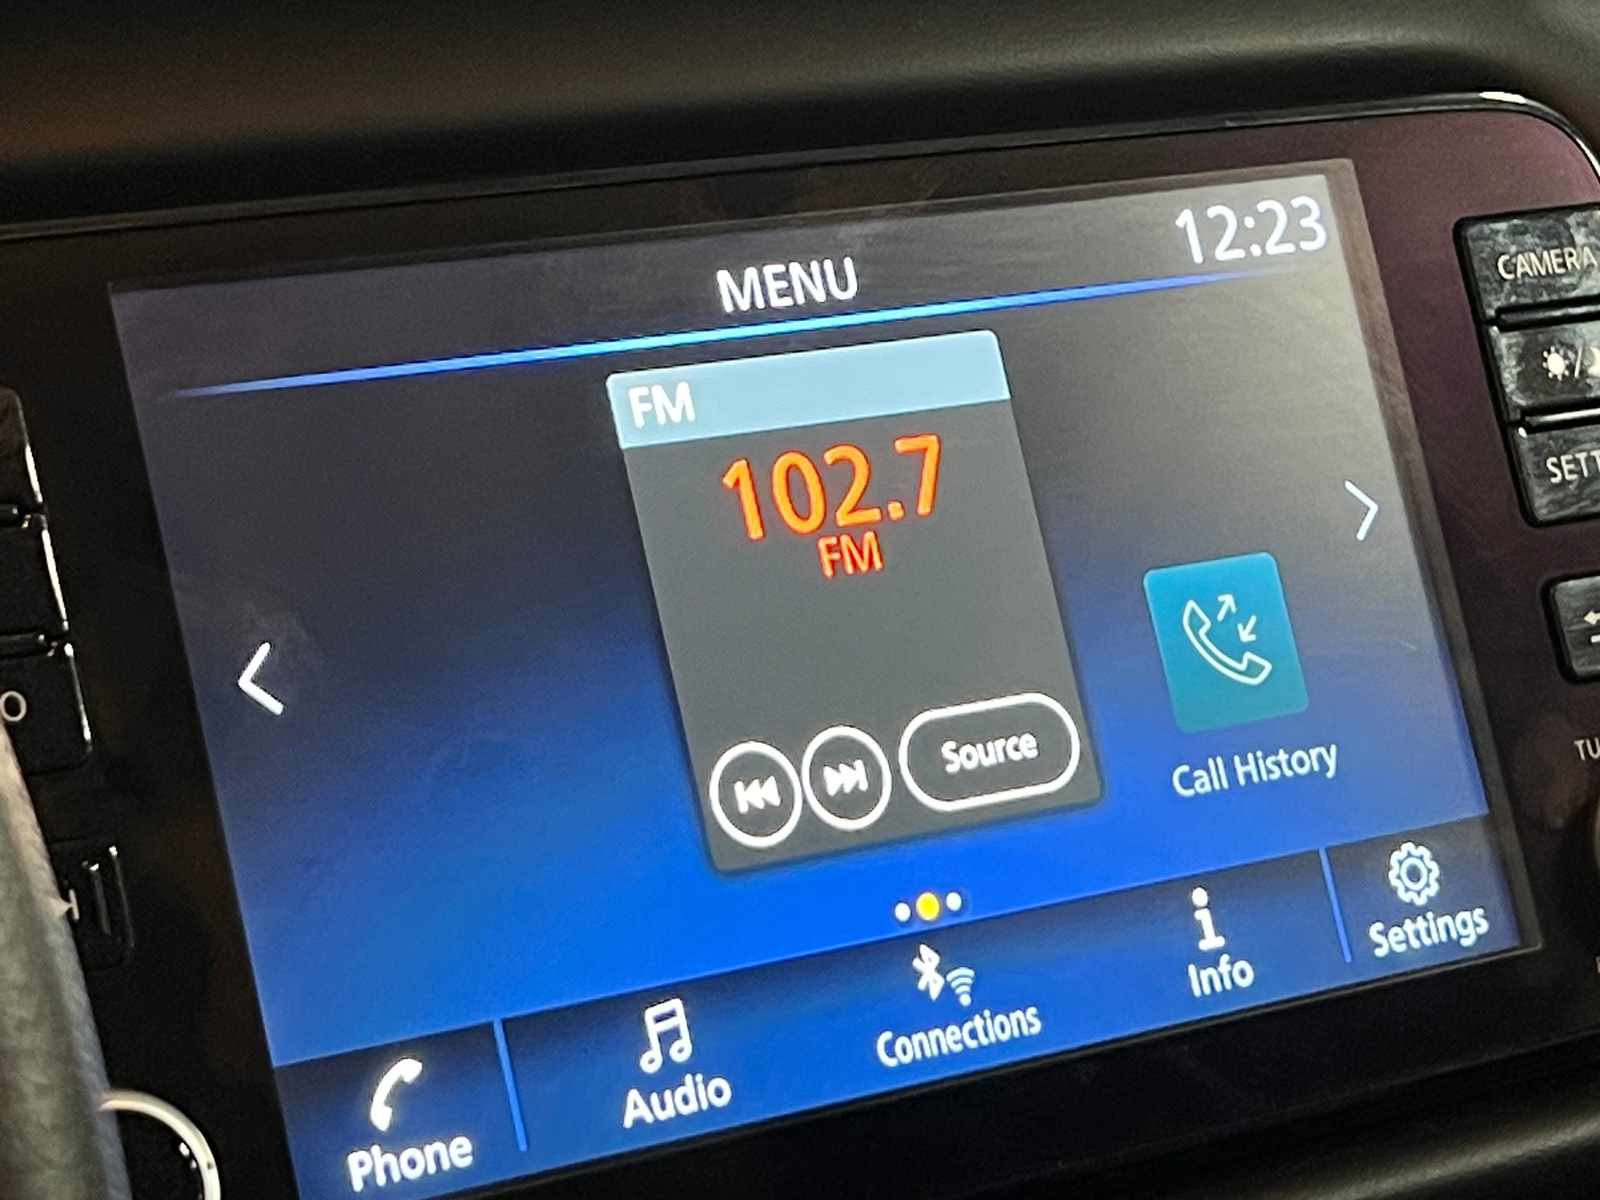 12:23
MENU
FM
102.7
FM
Source
Call History
Phone
Audio
Connections
Info
Settings
CAMERA